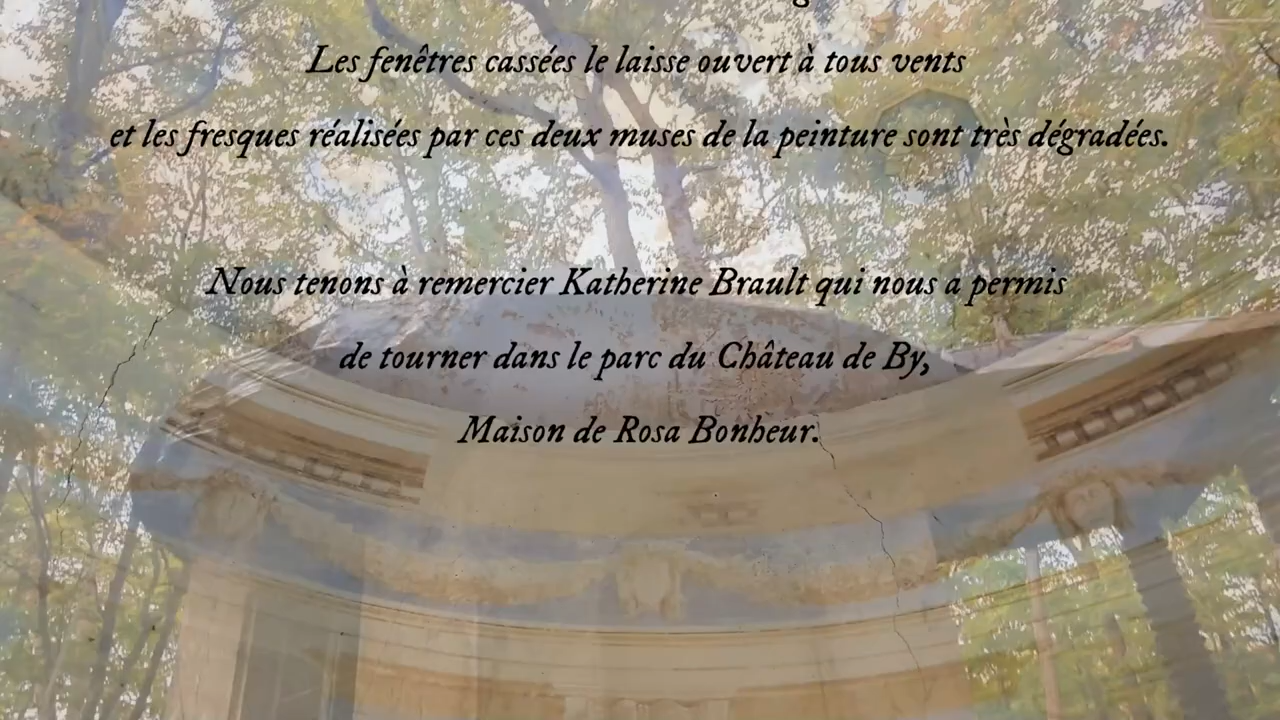 Les fenêtres cassées le laisse ouvert à tous vents
et les fresques réalisées par ces deux muses de la peinture sont très dégradées.
Nous tenons à remercier Katherine Brault qui nous a permis
de tourner dans le parc du Château de By,
Maison de Rosa Bonheur.